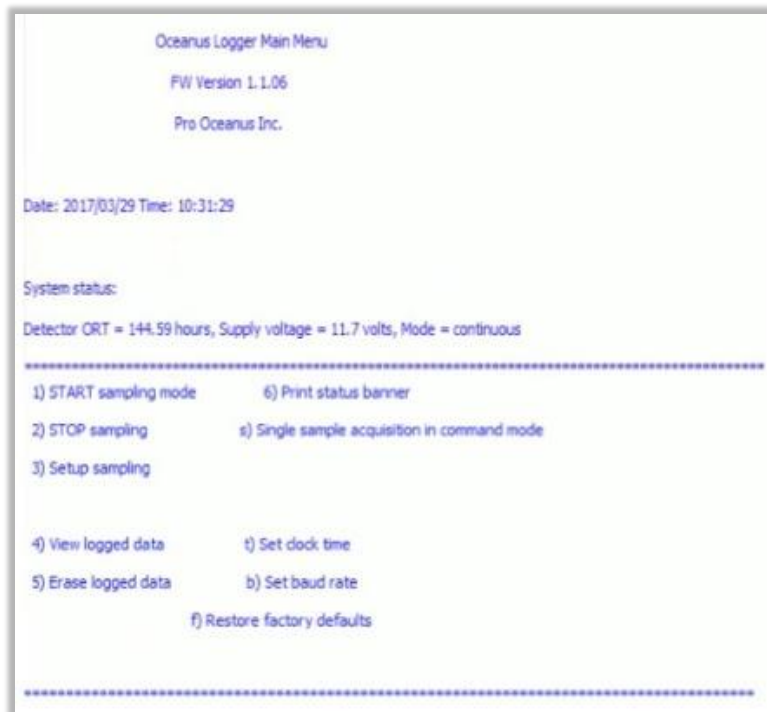 Oceanus Logger Main Menu
FW Version 1.1.06
Pro Oceanus Inc.
Date: 2017/03/29 Time: 10:31:29
System status:
Detector ORT = 144.59 hours, Supply voltage = 11.7 volts, Mode = continuous
1) START sampling mode 6) Print status banner
2) STOP sampling s) Single sample acquisition in command mode
3) Setup sampling
4) View logged data t) Set clock time
5) Erase logged data b) Set baud rate
f) Restore factory defaults